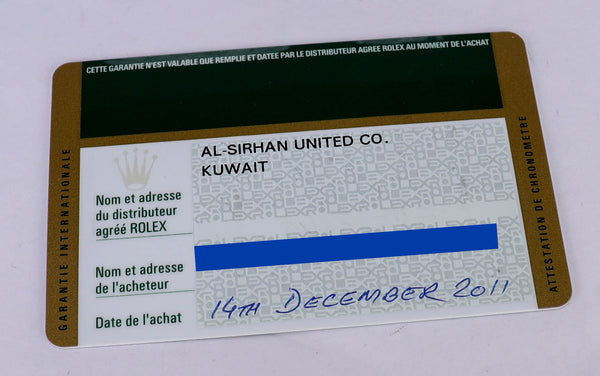 CETTE GARANTIE N'EST VALABLE QUE REMPLIE ET DATEE PAR LE DISTRIBUTEUR AGREE ROLEX AU MOMENT DE L'ACHAT
GARANTIE INTERNATIONALE
AL-SIRHAN UNITED CO.
KUWAIT
Nom et adresse
du distributeur
agréé ROLEX
Nom et adresse
de l'acheteur
Date de l'achat
14TH DECEMBER 2011
ATTESTATION DE CHRONOMETRE